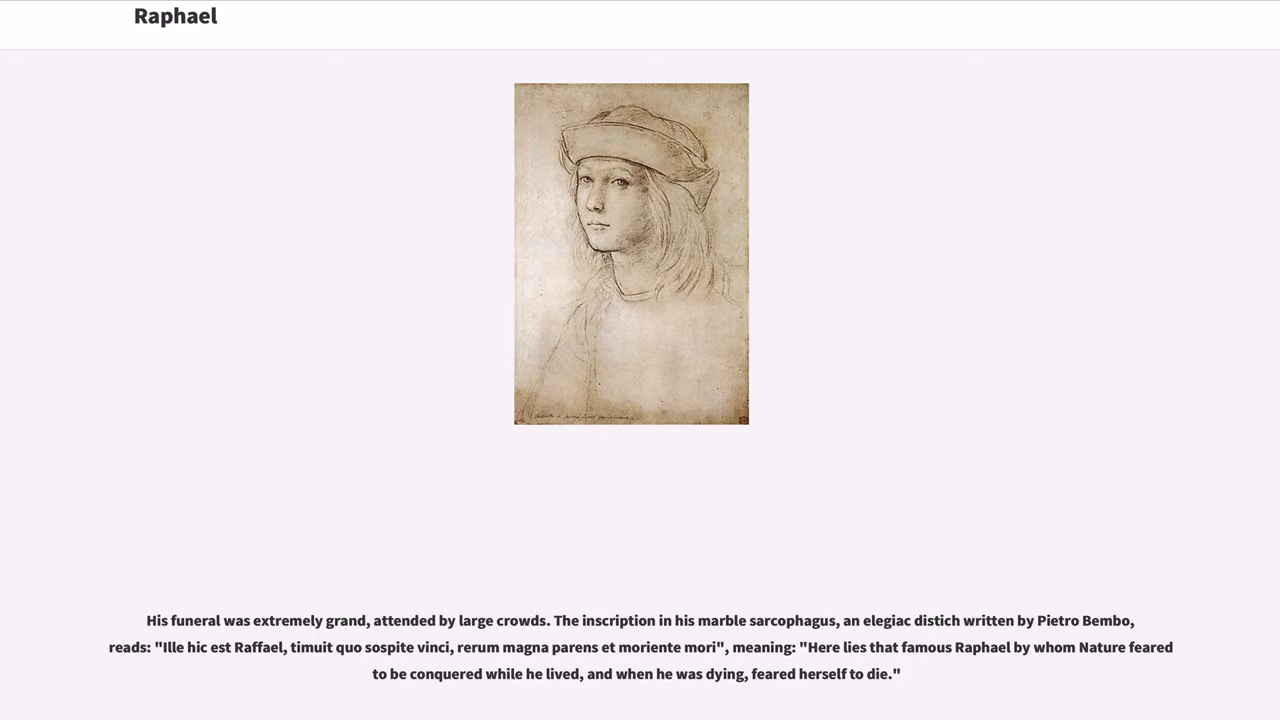 Raphael
His funeral was extremely grand, attended by large crowds. The inscription in his marble sarcophagus, an elegiac distich written by Pietro Bembo,
reads: "Ille hic est Raffael, timuit quo sospite vinci, rerum magna parens et moriente mori", meaning: "Here lies that famous Raphael by whom Nature feared
to be conquered while he lived, and when he was dying, feared herself to die."